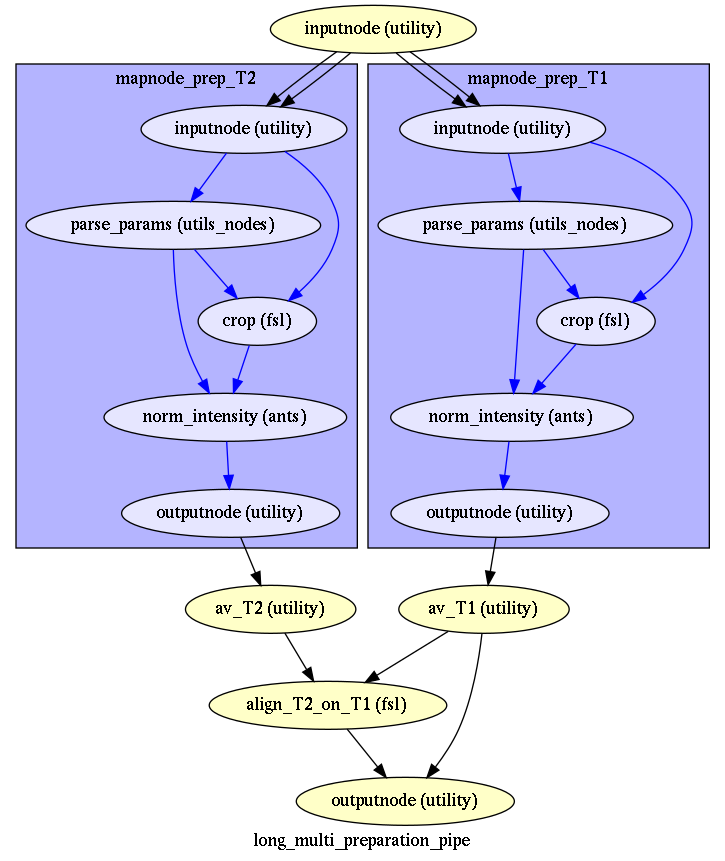 inputnode (utility)
mapnode_prep_T2
mapnode_prep_T1
inputnode (utility)
inputnode (utility)
parse_params (utils_nodes)
parse_params (utils_nodes)
crop (fsl)
crop (fsl)
norm_intensity (ants)
norm_intensity (ants)
outputnode (utility)
outputnode (utility)
av_T2 (utility)
av_T1 (utility)
align_T2_on_T1 (fsl)
outputnode (utility)
long_multi_preparation_pipe